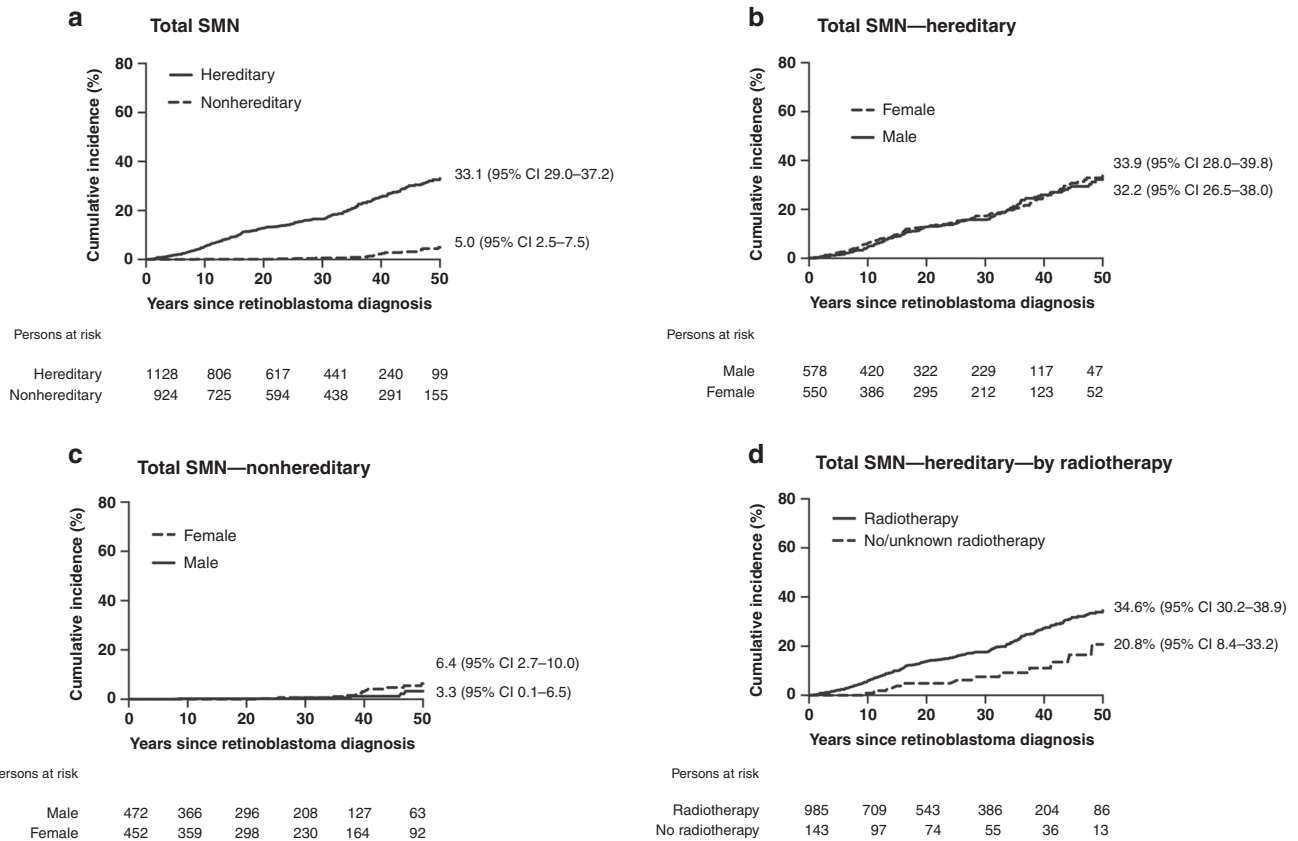 a
Total SMN
80
60
40
20
0
Cumulative incidence (%)
Hereditary
Nonhereditary
33.1 (95% CI 29.0–37.2)
5.0 (95% CI 2.5–7.5)
0 10 20 30 40 50
Years since retinoblastoma diagnosis
Persons at risk
Hereditary 1128 806 617 441 240 99
Nonhereditary 924 725 594 438 291 155
b
Total SMN—hereditary
80
60
40
20
0
Cumulative incidence (%)
Female
Male
33.9 (95% CI 28.0–39.8)
32.2 (95% CI 26.5–38.0)
0 10 20 30 40 50
Years since retinoblastoma diagnosis
Persons at risk
Male 578 420 322 229 117 47
Female 550 386 295 212 123 52
c
Total SMN—nonhereditary
80
60
40
20
0
Cumulative incidence (%)
Female
Male
6.4 (95% CI 2.7–10.0)
3.3 (95% CI 0.1–6.5)
0 10 20 30 40 50
Years since retinoblastoma diagnosis
ersons at risk
Male 472 366 296 208 127 63
Female 452 359 298 230 164 92
d
Total SMN—hereditary—by radiotherapy
80
60
40
20
0
Cumulative incidence (%)
Radiotherapy
No/unknown radiotherapy
34.6% (95% CI 30.2–38.9)
20.8% (95% CI 8.4–33.2)
0 10 20 30 40 50
Years since retinoblastoma diagnosis
Persons at risk
Radiotherapy 985 709 543 386 204 86
No radiotherapy 143 97 74 55 36 13